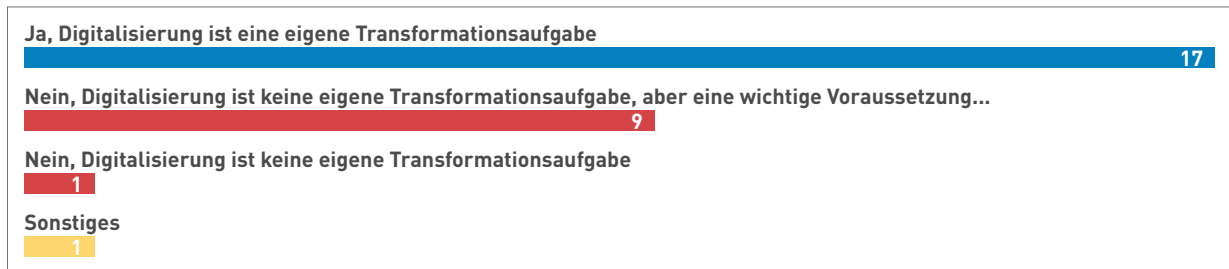 Ja, Digitalisierung ist eine eigene Transformationsaufgabe
17
Nein, Digitalisierung ist keine eigene Transformationsaufgabe, aber eine wichtige Voraussetzung...
9
Nein, Digitalisierung ist keine eigene Transformationsaufgabe
1
Sonstiges
1